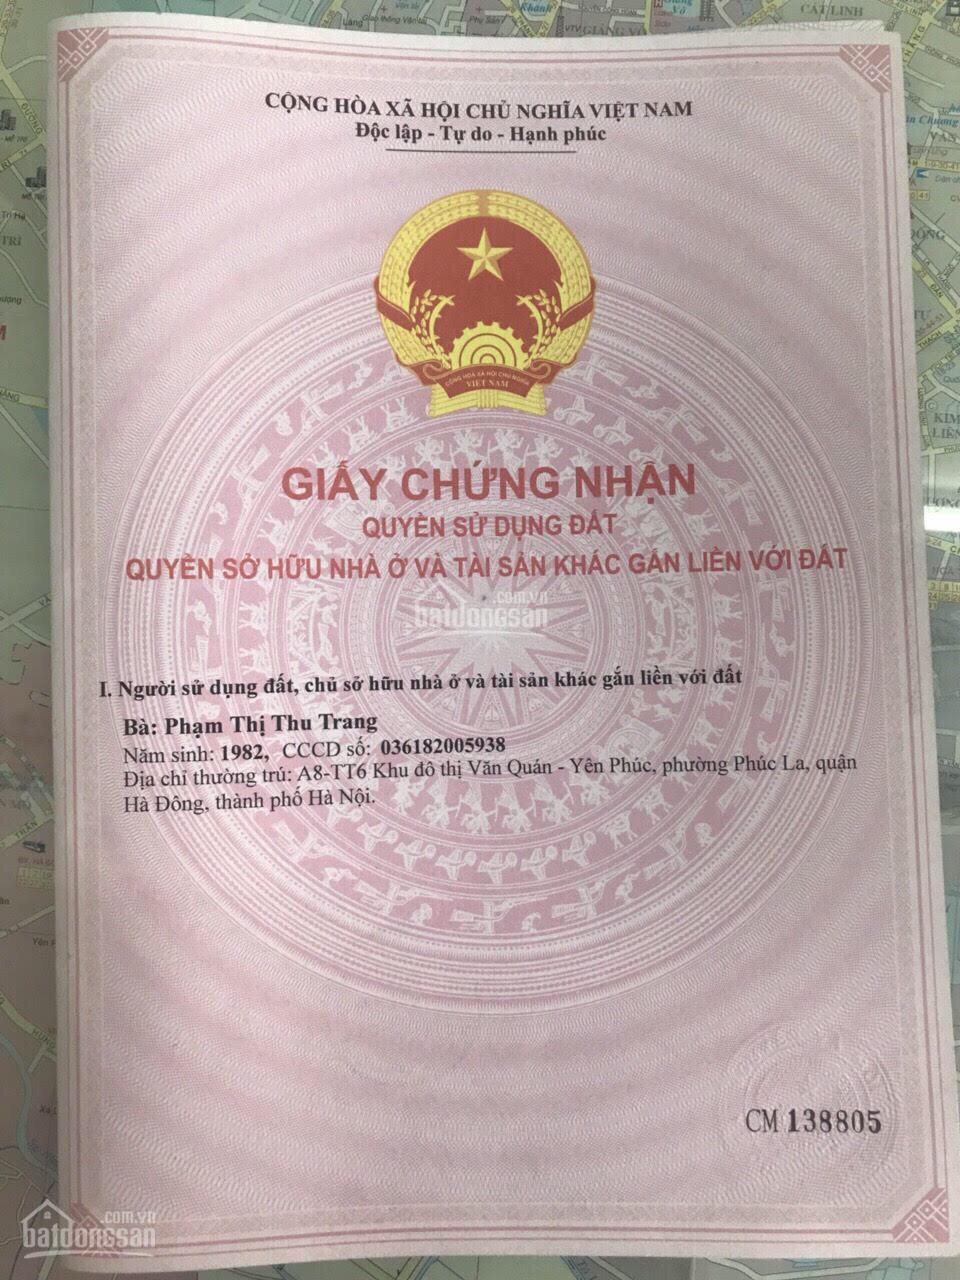 CỘNG HÒA XÃ HỘI CHỦ NGHĨA VIỆT NAM
Độc lập - Tự do - Hạnh phúc
CỘNG HÒA XÃ HỘI CHỦ NGHĨA
VIỆT NAM
GIẤY CHỨNG NHẬN
QUYỀN SỬ DỤNG ĐẤT
QUYỀN SỞ HỮU NHÀ Ở VÀ TÀI SẢN KHÁC GẮN LIỀN VỚI ĐẤT
.com.vn
batdongsan
I. Người sử dụng đất, chủ sở hữu nhà ở và tài sản khác gắn liền với đất
Bà: Phạm Thị Thu Trang
Năm sinh: 1982, CCCD số: 036182005938
Địa chỉ thường trú: A8-TT6 Khu đô thị Văn Quán - Yên Phúc, phường Phúc La, quận
Hà Đông, thành phố Hà Nội.
CM 138805
.com.vn
batdongsan
CÁT LINH
KIM
LIÊN